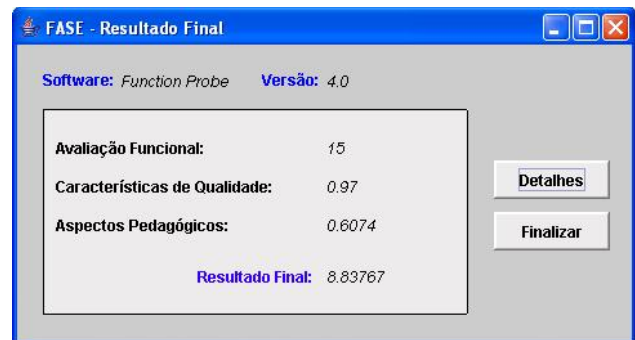 FASE - Resultado Final
Software: Function Probe Versão: 4.0
Avaliação Funcional: 15
Características de Qualidade: 0.97
Aspectos Pedagógicos: 0.6074
Resultado Final: 8.83767
Detalhes
Finalizar